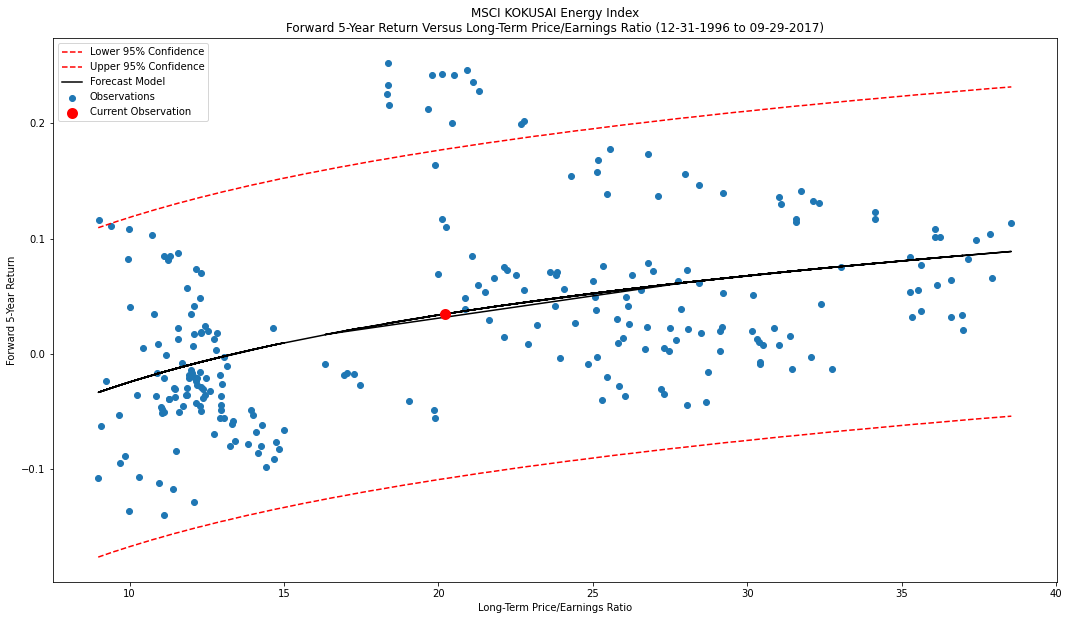 MSCI KOKUSAI Energy Index
Forward 5-Year Return Versus Long-Term Price/Earnings Ratio (12-31-1996 to 09-29-2017)
Lower 95% Confidence
Upper 95% Confidence
Forecast Model
Observations
Current Observation
Forward 5-Year Return
0.2
0.1
0.0
−0.1
10 15 20 25 30 35 40
Long-Term Price/Earnings Ratio